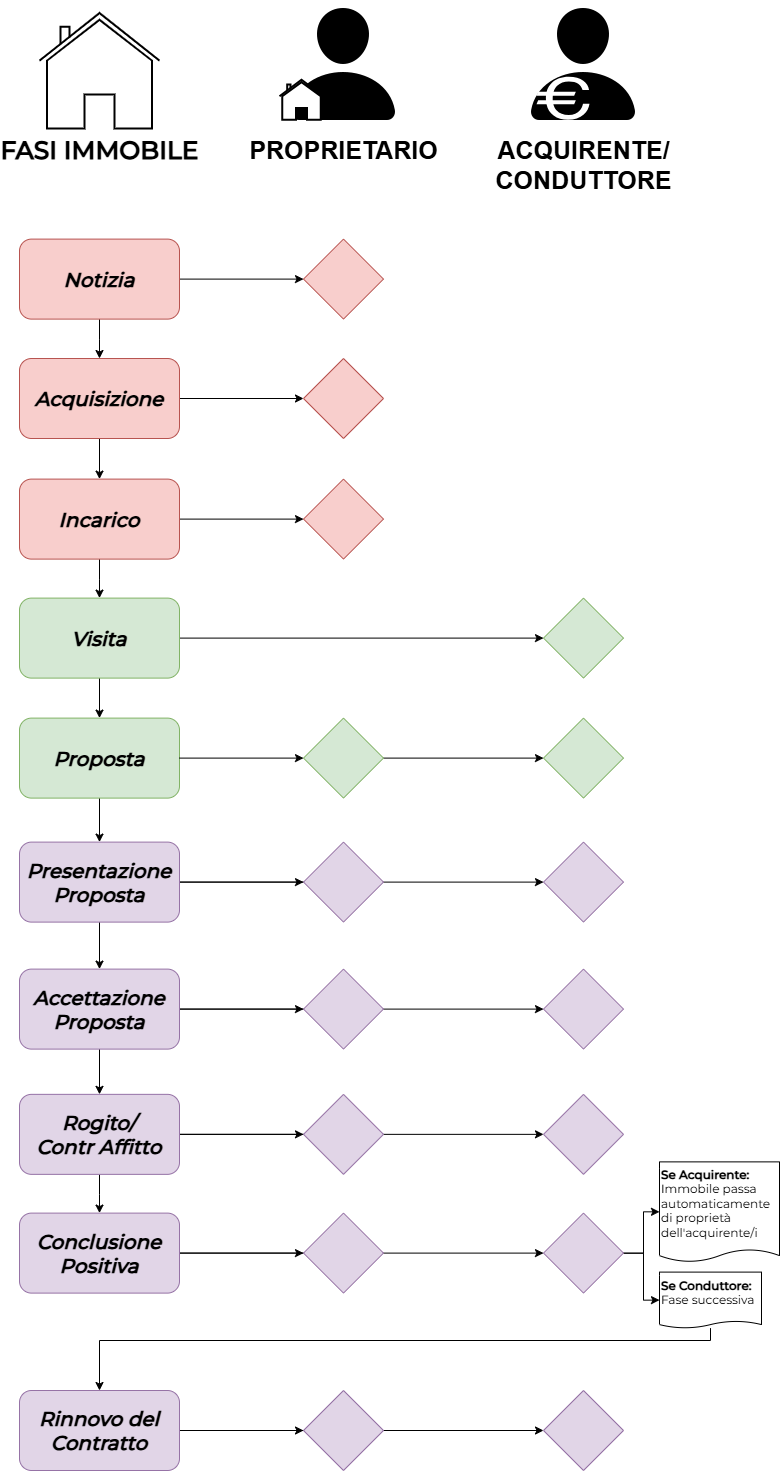 FASI IMMOBILE
PROPRIETARIO
ACQUIRENTE/
CONDUTTORE
Notizia
Acquisizione
Incarico
Visita
Proposta
Presentazione
Proposta
Accettazione
Proposta
Rogito/
Contr Affitto
Conclusione
Positiva
Se Acquirente:
Immobile passa
automaticamente
di proprietà
dell'acquirente/i
Se Conduttore:
Fase successiva
Rinnovo del
Contratto